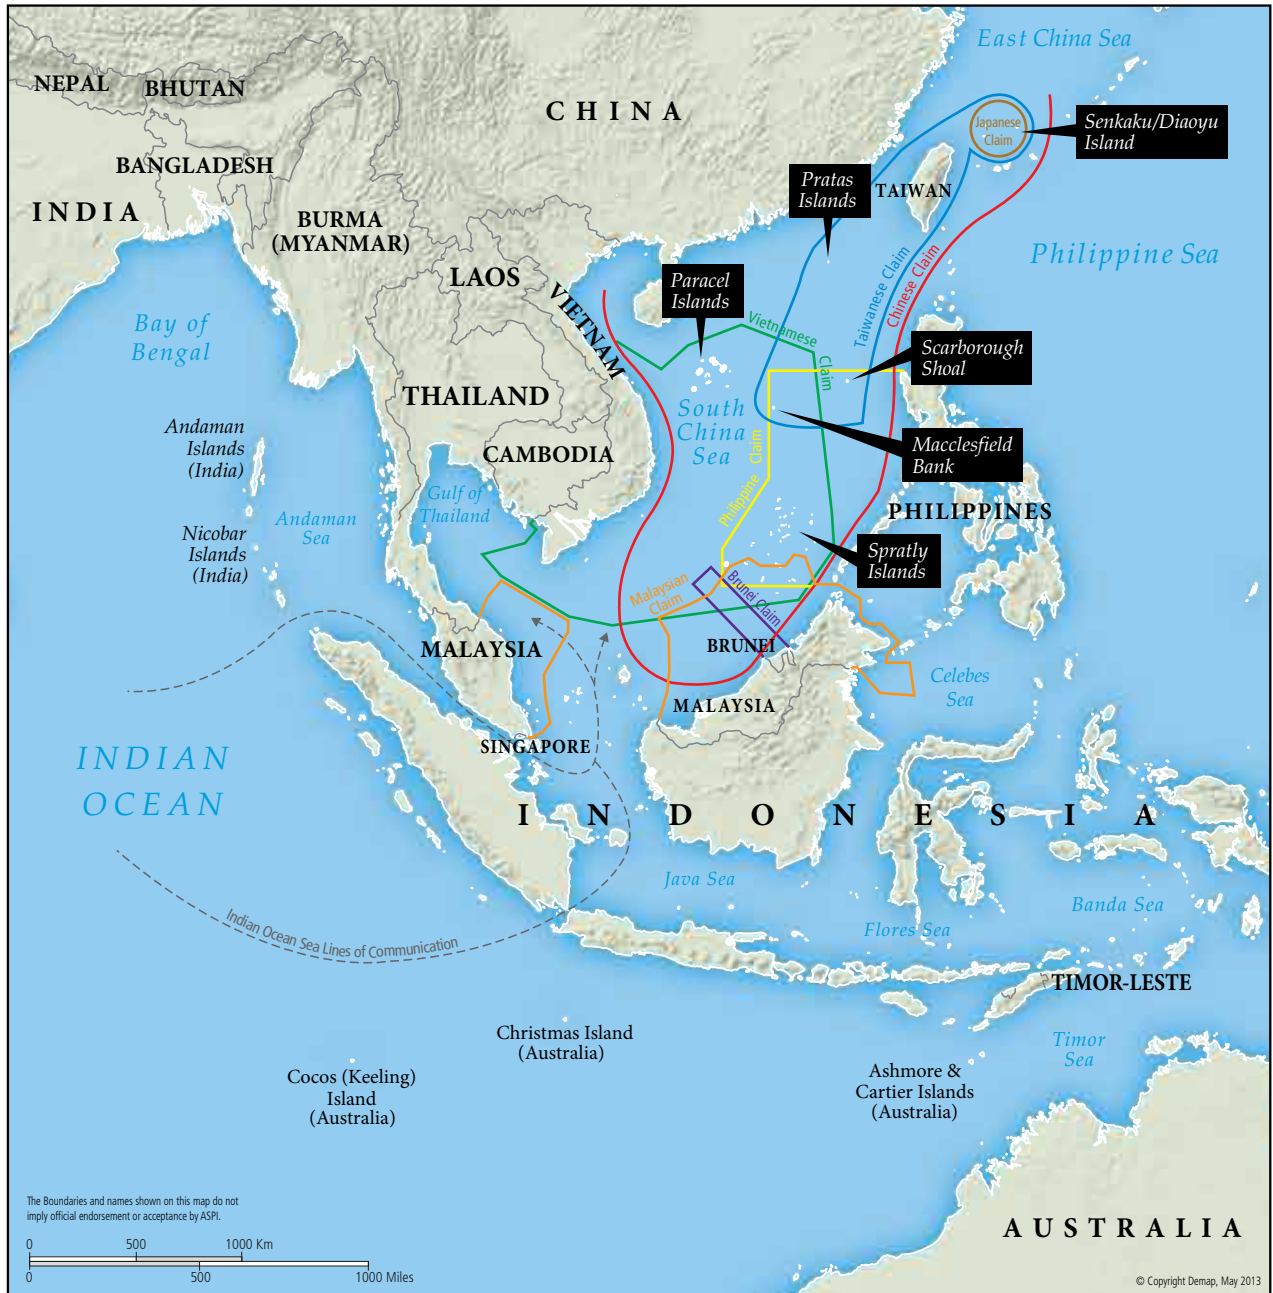 East China Sea
NEPAL
BHUTAN
CHINA
Japanese
Claim
Senkaku/Diaoyu
Island
BANGLADESH
Pratas
Islands
TAIWAN
INDIA
BURMA
(MYANMAR)
Philippine Sea
LAOS
Paracel
Islands
VIETNAM
Taiwanese Claim
Chinese Claim
Bay of
Bengal
Vietnamese
Claim
Scarborough
Shoal
THAILAND
South
China
Sea
Andaman
Islands
(India)
CAMBODIA
Philippine
Claim
Macclesfield
Bank
Gulf of
Thailand
Andaman
Sea
PHILIPPINES
Nicobar
Islands
(India)
Spratly
Islands
Malaysian
Claim
Brunei Claim
MALAYSIA
BRUNEI
Celebes
Sea
MALAYSIA
SINGAPORE
INDIAN
OCEAN
INDONESIA
Java Sea
Banda Sea
Indian Ocean Sea Lines of Communication
Flores Sea
TIMOR-LESTE
Christmas Island
(Australia)
Timor
Sea
Cocos (Keeling)
Island
(Australia)
Ashmore &
Cartier Islands
(Australia)
The Boundaries and names shown on this map do not
imply official endorsement or acceptance by ASPI.
AUSTRALIA
0 500 1000 Km
0 500 1000 Miles
© Copyright Demap, May 2013